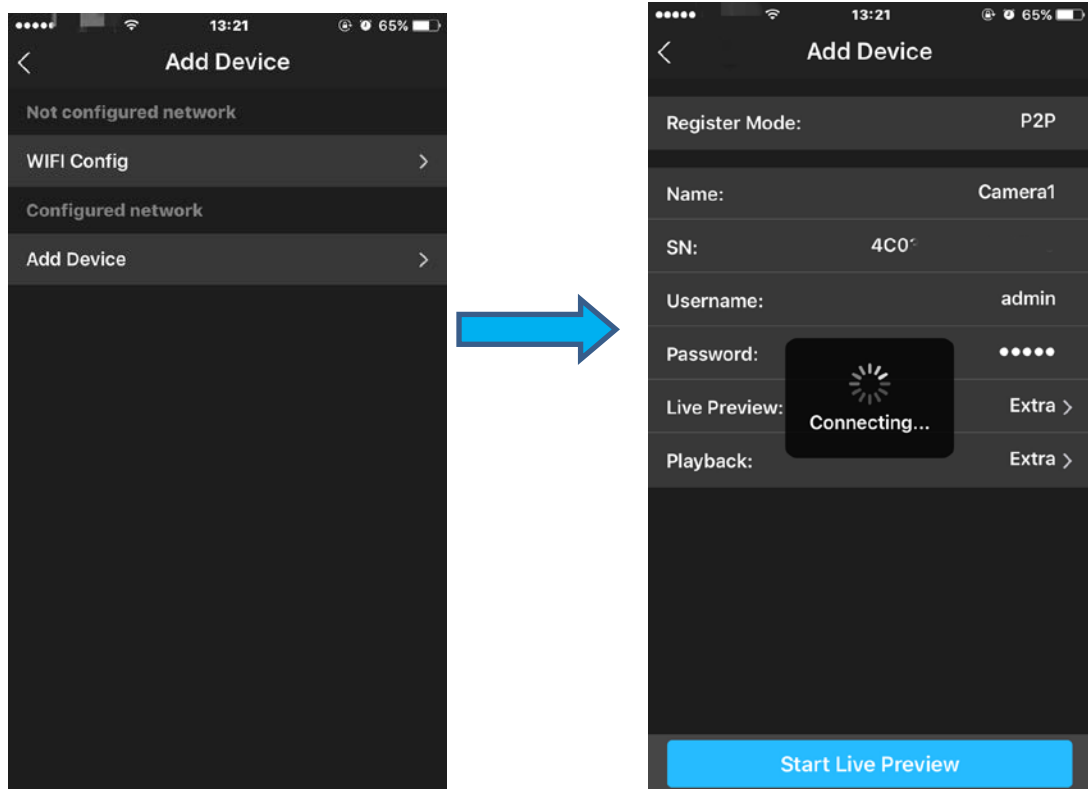 13:21
65%
Add Device
Not configured network
WIFI Config
Configured network
Add Device
13:21
65%
Add Device
Register Mode: P2P
Name: Camera1
SN: 4C0
Username: admin
Password: •••••
Live Preview: Extra
Connecting...
Playback: Extra
Start Live Preview